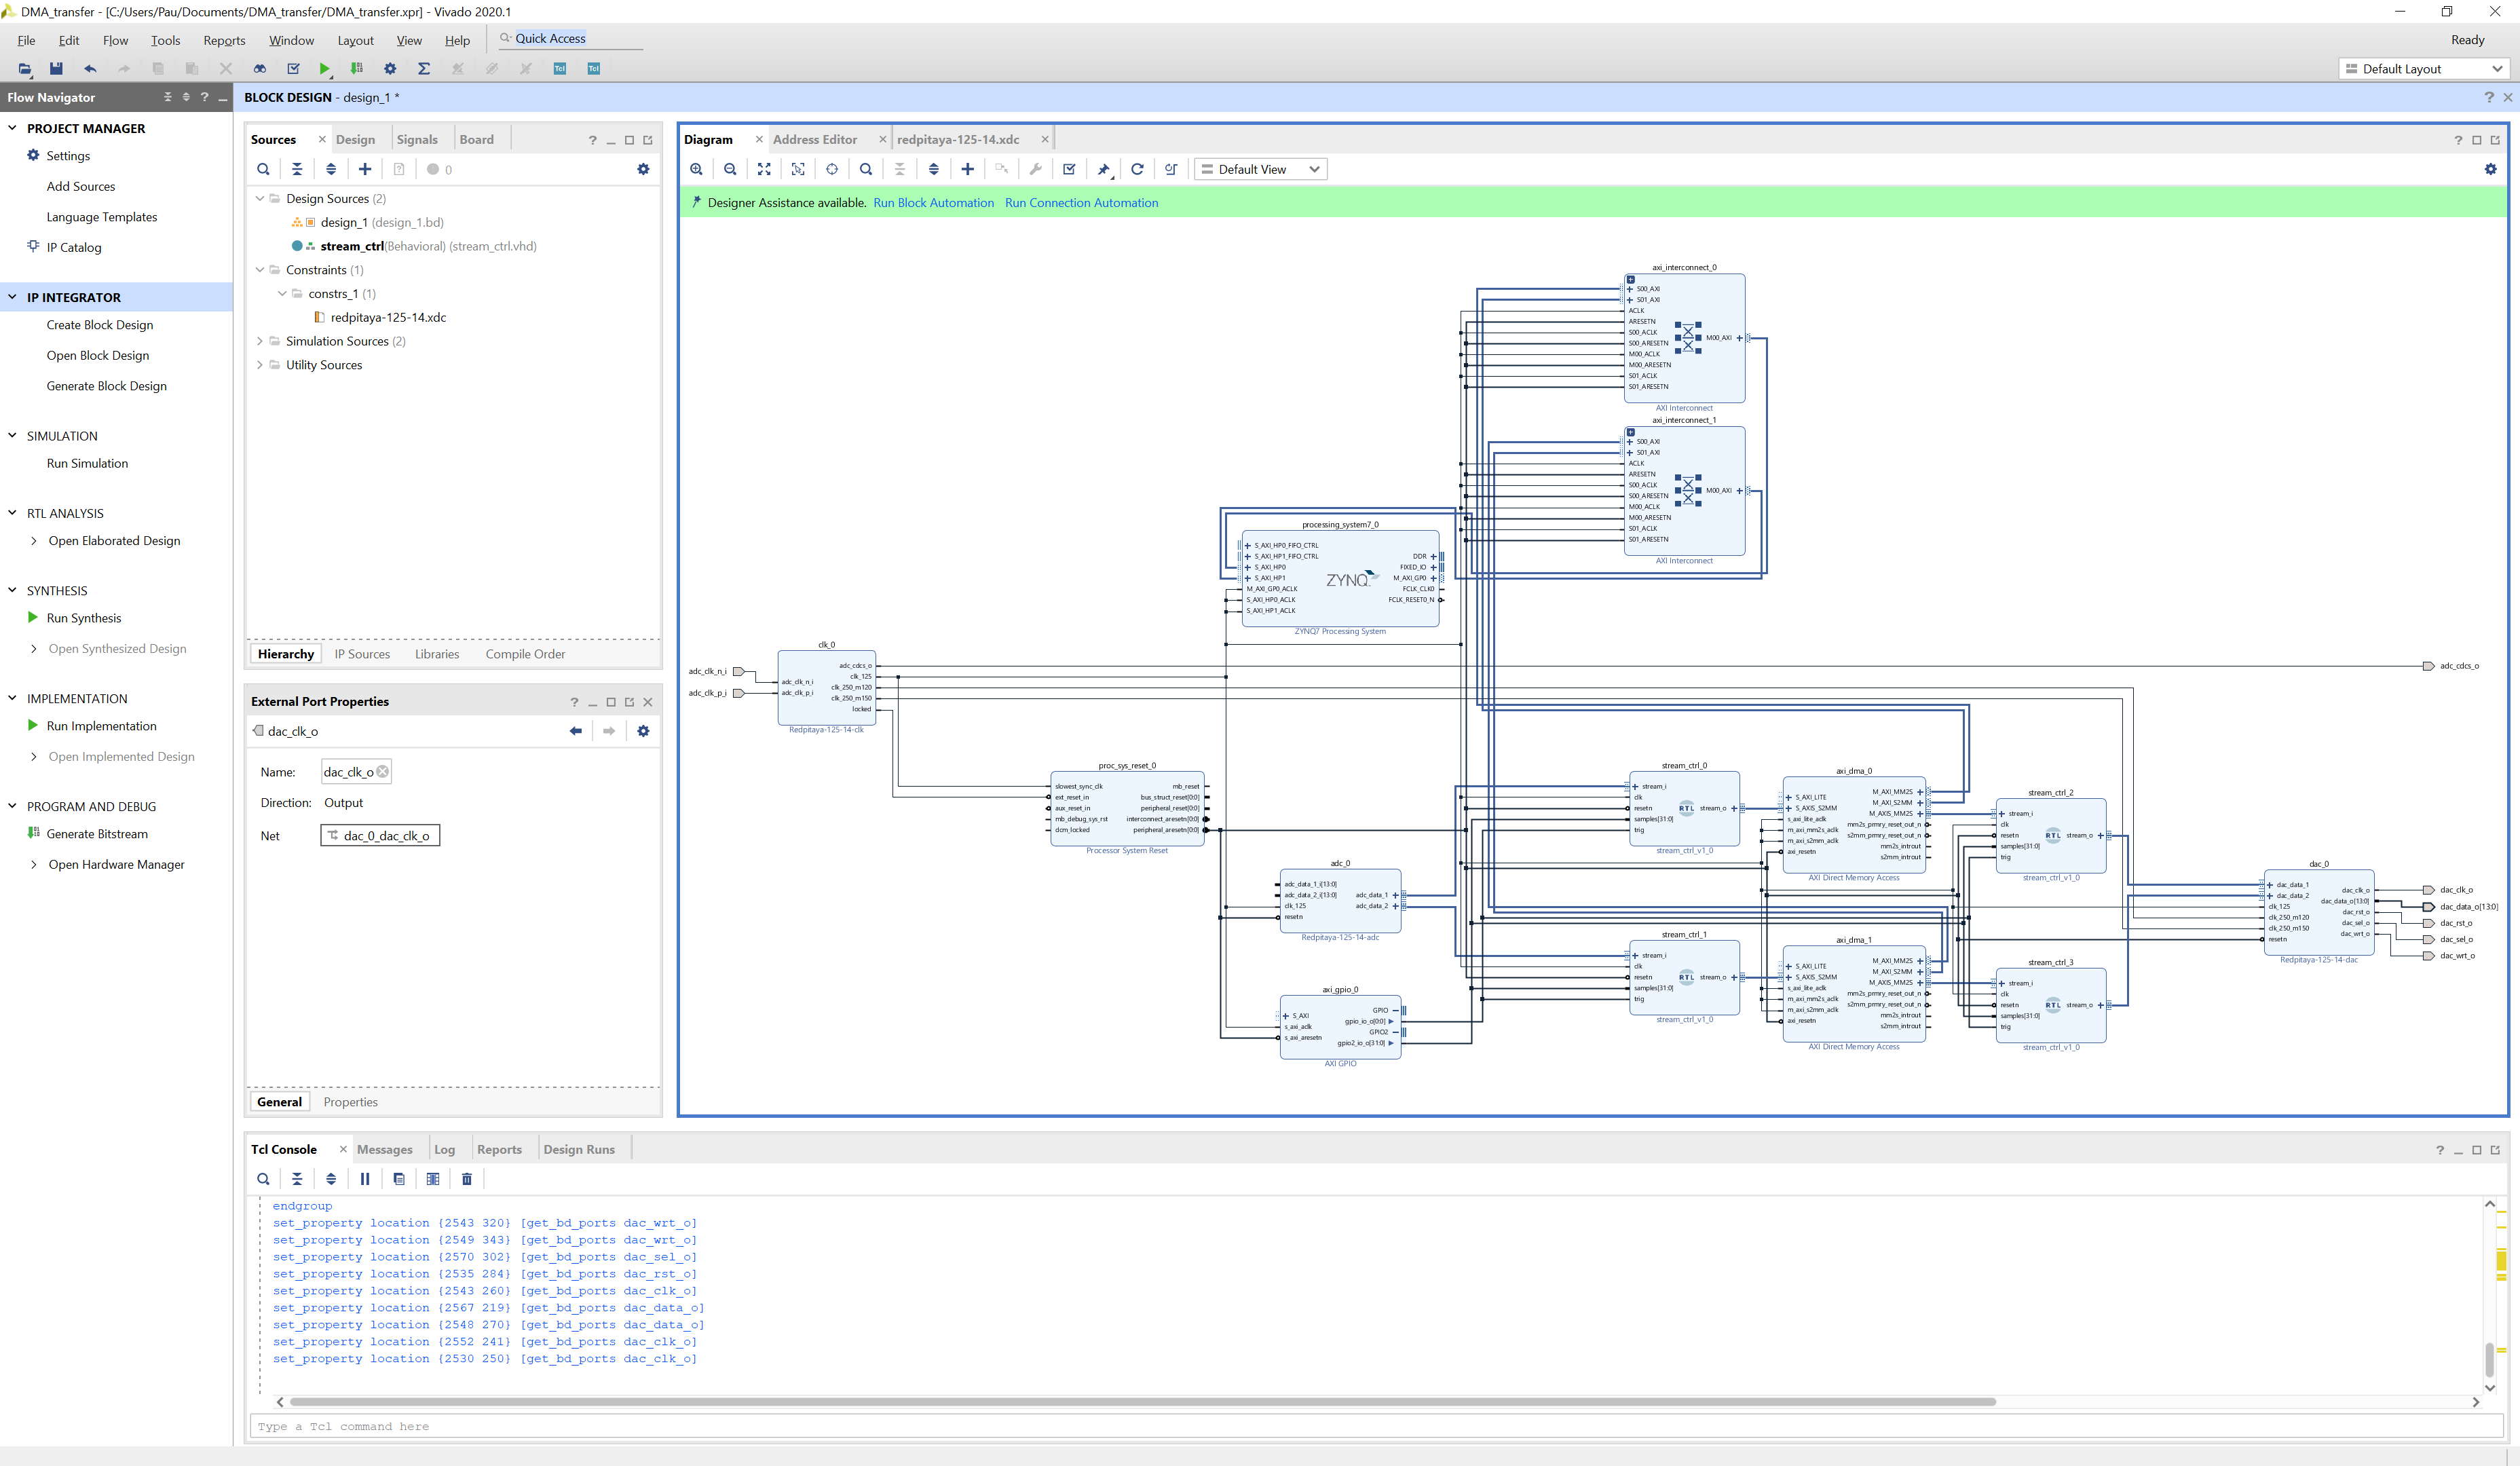 DMA_transfer - [C:/Users/Pau/Documents/DMA_transfer/DMA_transfer.xpr] - Vivado 2020.1
File Edit Flow Tools Reports Window Layout View Help Quick Access Ready
Default Layout
Flow Navigator
PROJECT MANAGER
Settings
Add Sources
Language Templates
IP Catalog
IP INTEGRATOR
Create Block Design
Open Block Design
Generate Block Design
SIMULATION
Run Simulation
RTL ANALYSIS
Open Elaborated Design
SYNTHESIS
Run Synthesis
Open Synthesized Design
IMPLEMENTATION
Run Implementation
Open Implemented Design
PROGRAM AND DEBUG
Generate Bitstream
Open Hardware Manager
BLOCK DESIGN - design_1 *
Sources Design Signals Board
0
Design Sources (2)
design_1 (design_1.bd)
stream_ctrl(Behavioral) (stream_ctrl.vhd)
Constraints (1)
constrs_1 (1)
redpitaya-125-14.xdc
Simulation Sources (2)
Utility Sources
Hierarchy IP Sources Libraries Compile Order
External Port Properties
dac_clk_o
Name: dac_clk_o
Direction: Output
Net dac_0_dac_clk_o
General Properties
Diagram Address Editor redpitaya-125-14.xdc
Default View
Designer Assistance available. Run Block Automation Run Connection Automation
axi_interconnect_0
S00_AXI
S01_AXI
ACLK
ARESETN
S00_ACLK
S00_ARESETN
M00_ACLK
M00_ARESETN
S01_ACLK
S01_ARESETN
M00_AXI
AXI Interconnect
axi_interconnect_1
S00_AXI
S01_AXI
ACLK
ARESETN
S00_ACLK
S00_ARESETN
M00_ACLK
M00_ARESETN
S01_ACLK
S01_ARESETN
M00_AXI
AXI Interconnect
processing_system7_0
S_AXI_HP0_FIFO_CTRL
S_AXI_HP1_FIFO_CTRL
S_AXI_HP0
S_AXI_HP1
M_AXI_GP0_ACLK
S_AXI_HP0_ACLK
S_AXI_HP1_ACLK
ZYNQ
DDR
FIXED_IO
M_AXI_GP0
FCLK_CLK0
FCLK_RESET0_N
ZYNQ7 Processing System
adc_clk_n_i
adc_clk_p_i
clk_0
adc_clk_n_i
adc_clk_p_i
adc_cdcs_o
clk_125
clk_250_m120
clk_250_m150
locked
Redpitaya-125-14-clk
adc_cdcs_o
proc_sys_reset_0
slowest_sync_clk
ext_reset_in
aux_reset_in
mb_debug_sys_rst
dcm_locked
mb_reset
bus_struct_reset[0:0]
peripheral_reset[0:0]
interconnect_aresetn[0:0]
peripheral_aresetn[0:0]
Processor System Reset
adc_0
adc_data_1_i[13:0]
adc_data_2_i[13:0]
clk_125
resetn
adc_data_1
adc_data_2
Redpitaya-125-14-adc
axi_gpio_0
S_AXI
s_axi_aclk
s_axi_aresetn
GPIO
gpio_io_o[0:0]
GPIO2
gpio2_io_o[31:0]
AXI GPIO
stream_ctrl_0
stream_i
clk
resetn
samples[31:0]
trig
RTL
stream_o
stream_ctrl_v1_0
stream_ctrl_1
stream_i
clk
resetn
samples[31:0]
trig
RTL
stream_o
stream_ctrl_v1_0
axi_dma_0
S_AXI_LITE
S_AXIS_S2MM
s_axi_lite_aclk
m_axi_mm2s_aclk
m_axi_s2mm_aclk
axi_resetn
M_AXI_MM2S
M_AXI_S2MM
M_AXIS_MM2S
mm2s_prmry_reset_out_n
s2mm_prmry_reset_out_n
mm2s_introut
s2mm_introut
AXI Direct Memory Access
axi_dma_1
S_AXI_LITE
S_AXIS_S2MM
s_axi_lite_aclk
m_axi_mm2s_aclk
m_axi_s2mm_aclk
axi_resetn
M_AXI_MM2S
M_AXI_S2MM
M_AXIS_MM2S
mm2s_prmry_reset_out_n
s2mm_prmry_reset_out_n
mm2s_introut
s2mm_introut
AXI Direct Memory Access
stream_ctrl_2
stream_i
clk
resetn
samples[31:0]
trig
RTL
stream_o
stream_ctrl_v1_0
stream_ctrl_3
stream_i
clk
resetn
samples[31:0]
trig
RTL
stream_o
stream_ctrl_v1_0
dac_0
dac_data_1
dac_data_2
clk_125
clk_250_m120
clk_250_m150
resetn
dac_clk_o
dac_data_o[13:0]
dac_rst_o
dac_sel_o
dac_wrt_o
Redpitaya-125-14-dac
dac_clk_o
dac_data_o[13:0]
dac_rst_o
dac_sel_o
dac_wrt_o
Tcl Console Messages Log Reports Design Runs
endgroup
set_property location {2543 320} [get_bd_ports dac_wrt_o]
set_property location {2549 343} [get_bd_ports dac_wrt_o]
set_property location {2570 302} [get_bd_ports dac_sel_o]
set_property location {2535 284} [get_bd_ports dac_rst_o]
set_property location {2543 260} [get_bd_ports dac_clk_o]
set_property location {2567 219} [get_bd_ports dac_data_o]
set_property location {2548 270} [get_bd_ports dac_data_o]
set_property location {2552 241} [get_bd_ports dac_clk_o]
set_property location {2530 250} [get_bd_ports dac_clk_o]
Type a Tcl command here